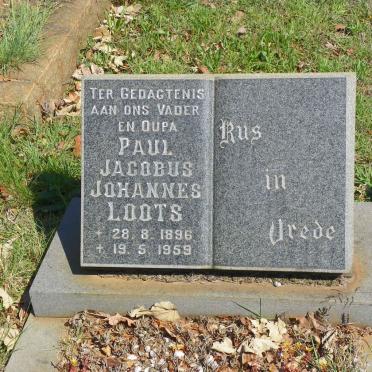 TER GEDAGTENIS
AAN ONS VADER
EN OUPA
PAUL
JACOBUS
JOHANNES
LOOTS
+ 28. 8. 1896
+ 19. 5. 1959
Rus
in
Vrede